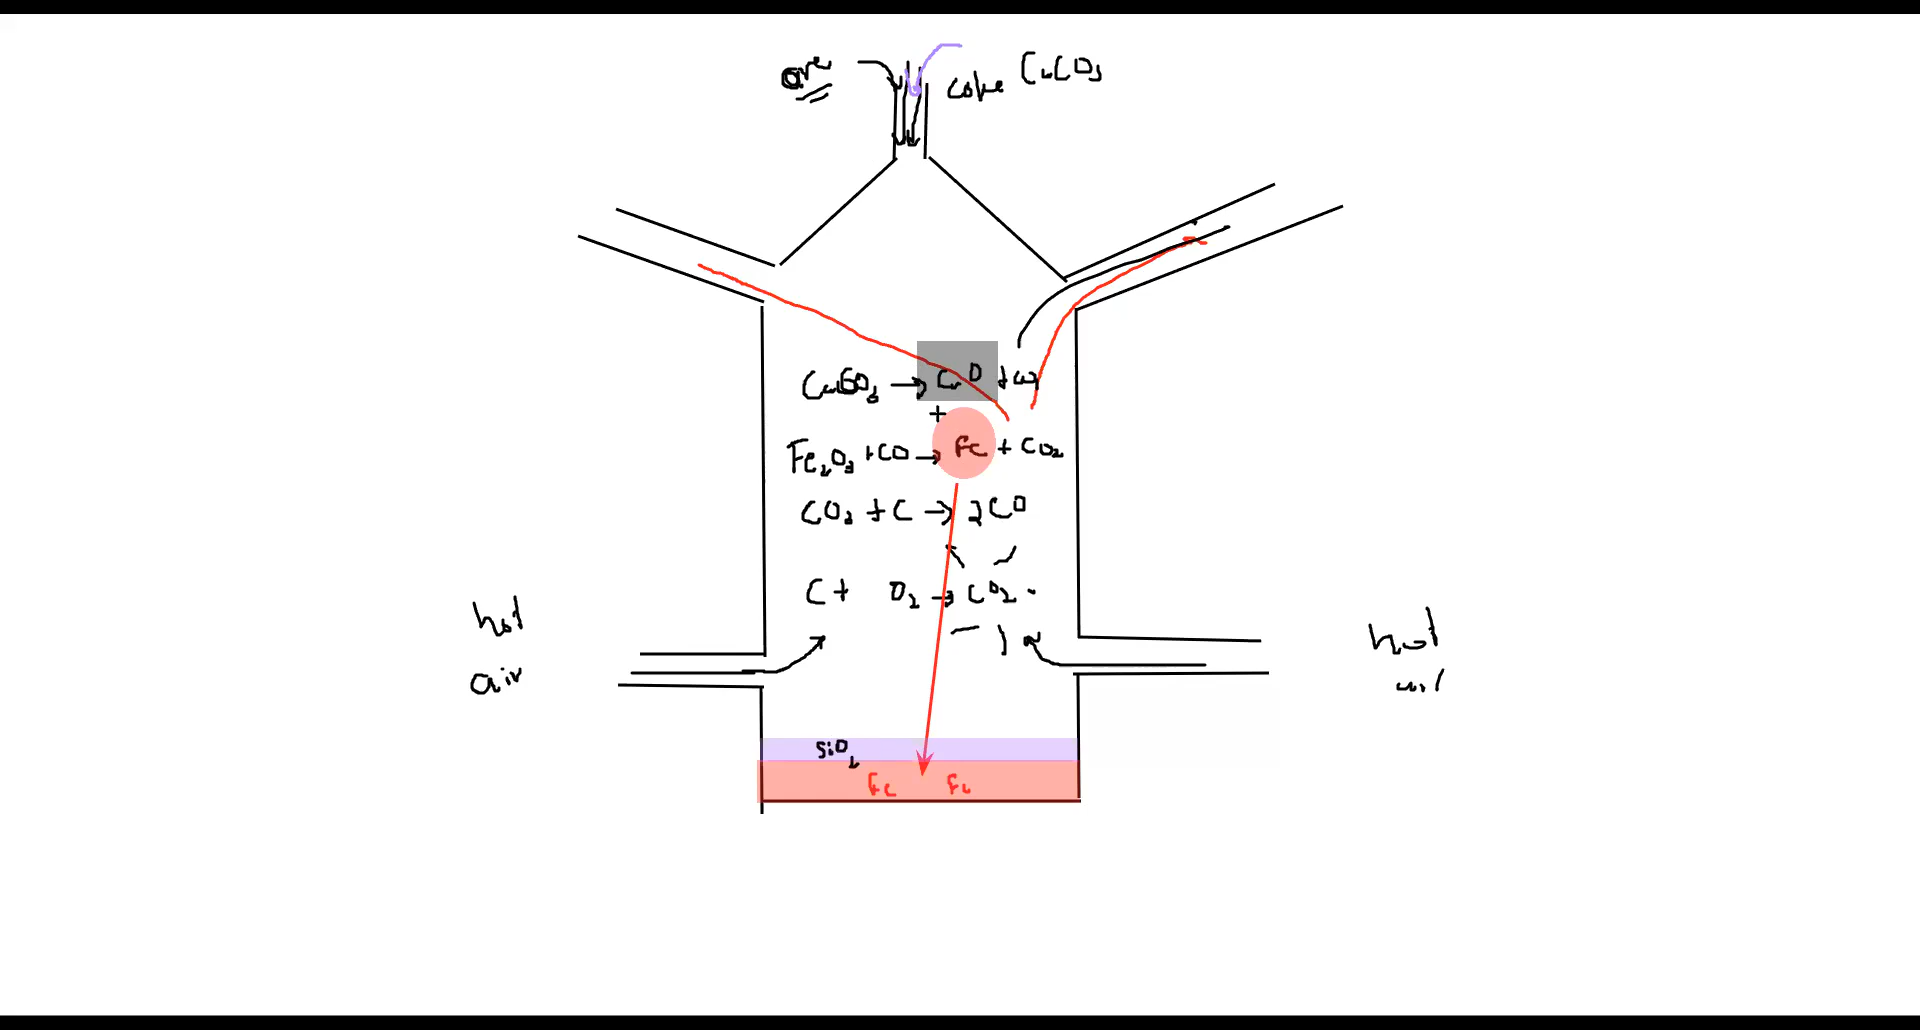 ore
coke CaCO3
CaCO3 → CaO + CO2
+
Fe2O3 + CO → Fe + CO2
CO2 + C → 2CO
C + O2 → CO2
hot
air
hot
air
SiO2
Fe Fe